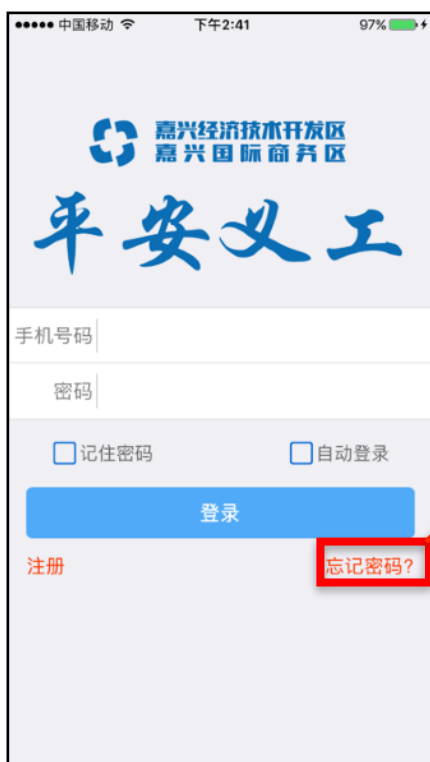 中国移动 下午2:41 97%
嘉兴经济技术开发区
嘉兴国际商务区
平安义工
手机号码
密码
记住密码 自动登录
登录
注册 忘记密码?